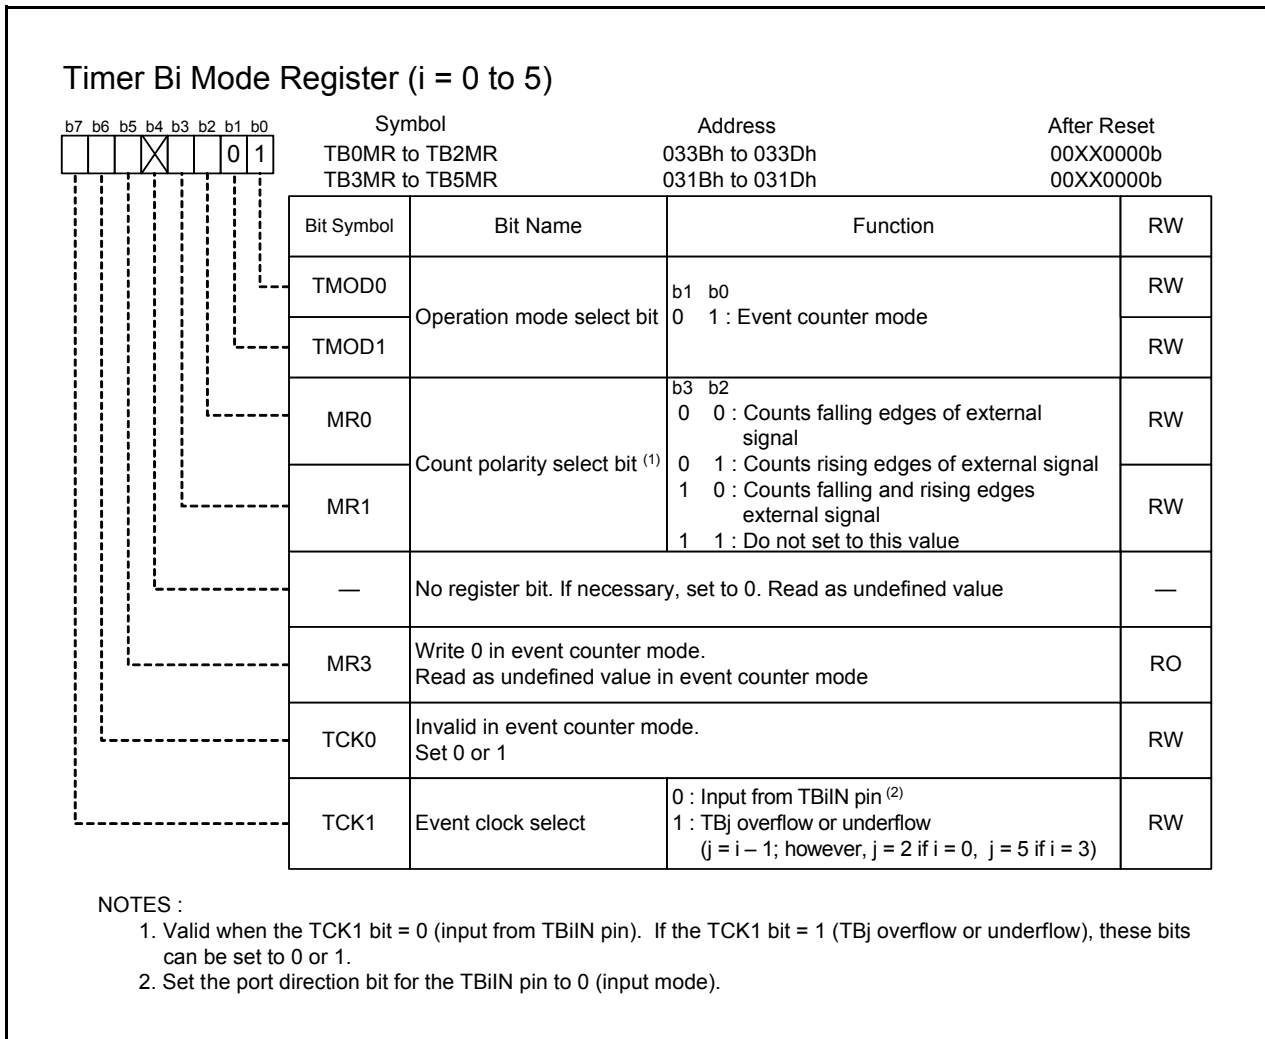 Timer Bi Mode Register (i = 0 to 5)
b7 b6 b5 b4 b3 b2 b1 b0
0 1
Symbol Address After Reset
TB0MR to TB2MR 033Bh to 033Dh 00XX0000b
TB3MR to TB5MR 031Bh to 031Dh 00XX0000b
Bit Symbol Bit Name Function RW
TMOD0 RW
Operation mode select bit
b1 b0
0 1 : Event counter mode
TMOD1 RW
MR0 RW
Count polarity select bit (1)
b3 b2
0 0 : Counts falling edges of external
signal
0 1 : Counts rising edges of external signal
1 0 : Counts falling and rising edges
external signal
1 1 : Do not set to this value
MR1 RW
— No register bit. If necessary, set to 0. Read as undefined value —
MR3 RO
Write 0 in event counter mode.
Read as undefined value in event counter mode
TCK0 RW
Invalid in event counter mode.
Set 0 or 1
TCK1 Event clock select RW
0 : Input from TBiIN pin (2)
1 : TBj overflow or underflow
(j = i – 1; however, j = 2 if i = 0, j = 5 if i = 3)
NOTES :
1. Valid when the TCK1 bit = 0 (input from TBiIN pin). If the TCK1 bit = 1 (TBj overflow or underflow), these bits
can be set to 0 or 1.
2. Set the port direction bit for the TBiIN pin to 0 (input mode).